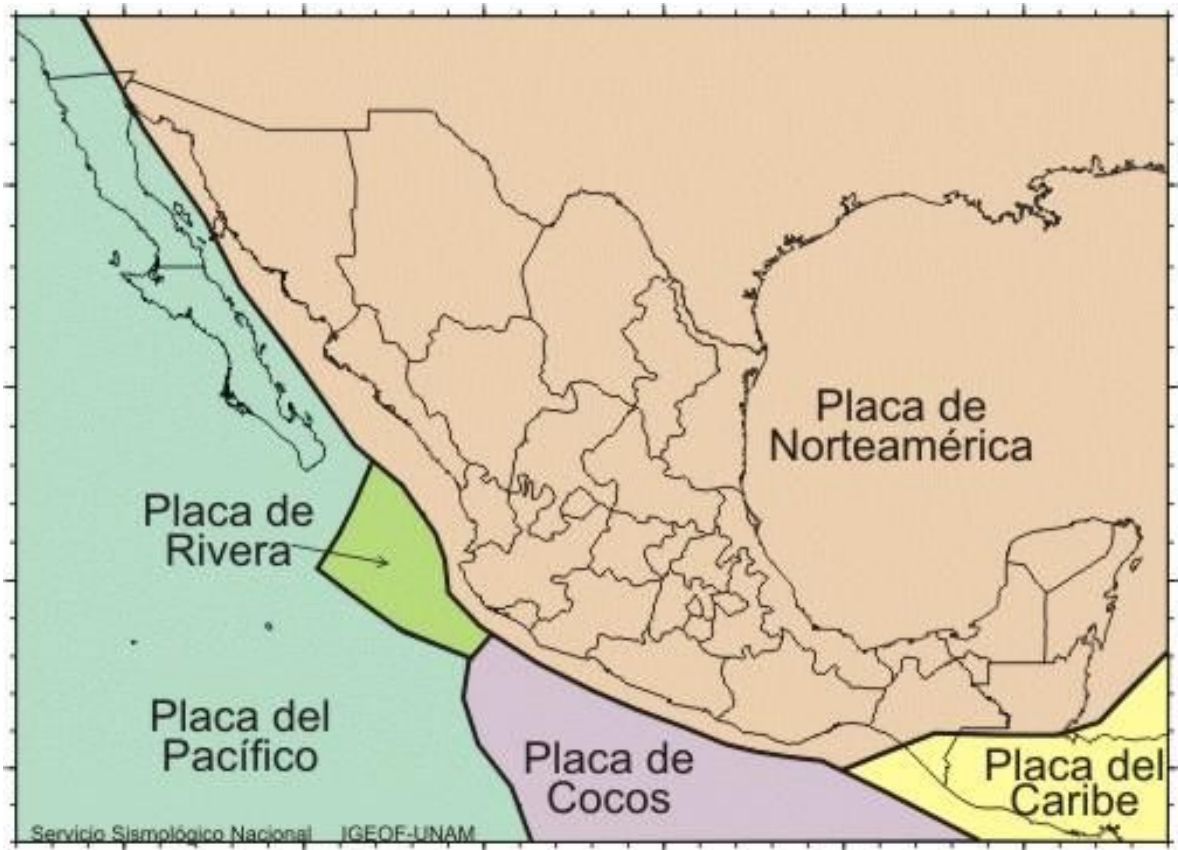 Placa de
Norteamérica
Placa de
Rivera
Placa del
Pacífico
Placa de
Cocos
Placa del
Caribe
Servicio Sismológico Nacional IGEOF-UNAM